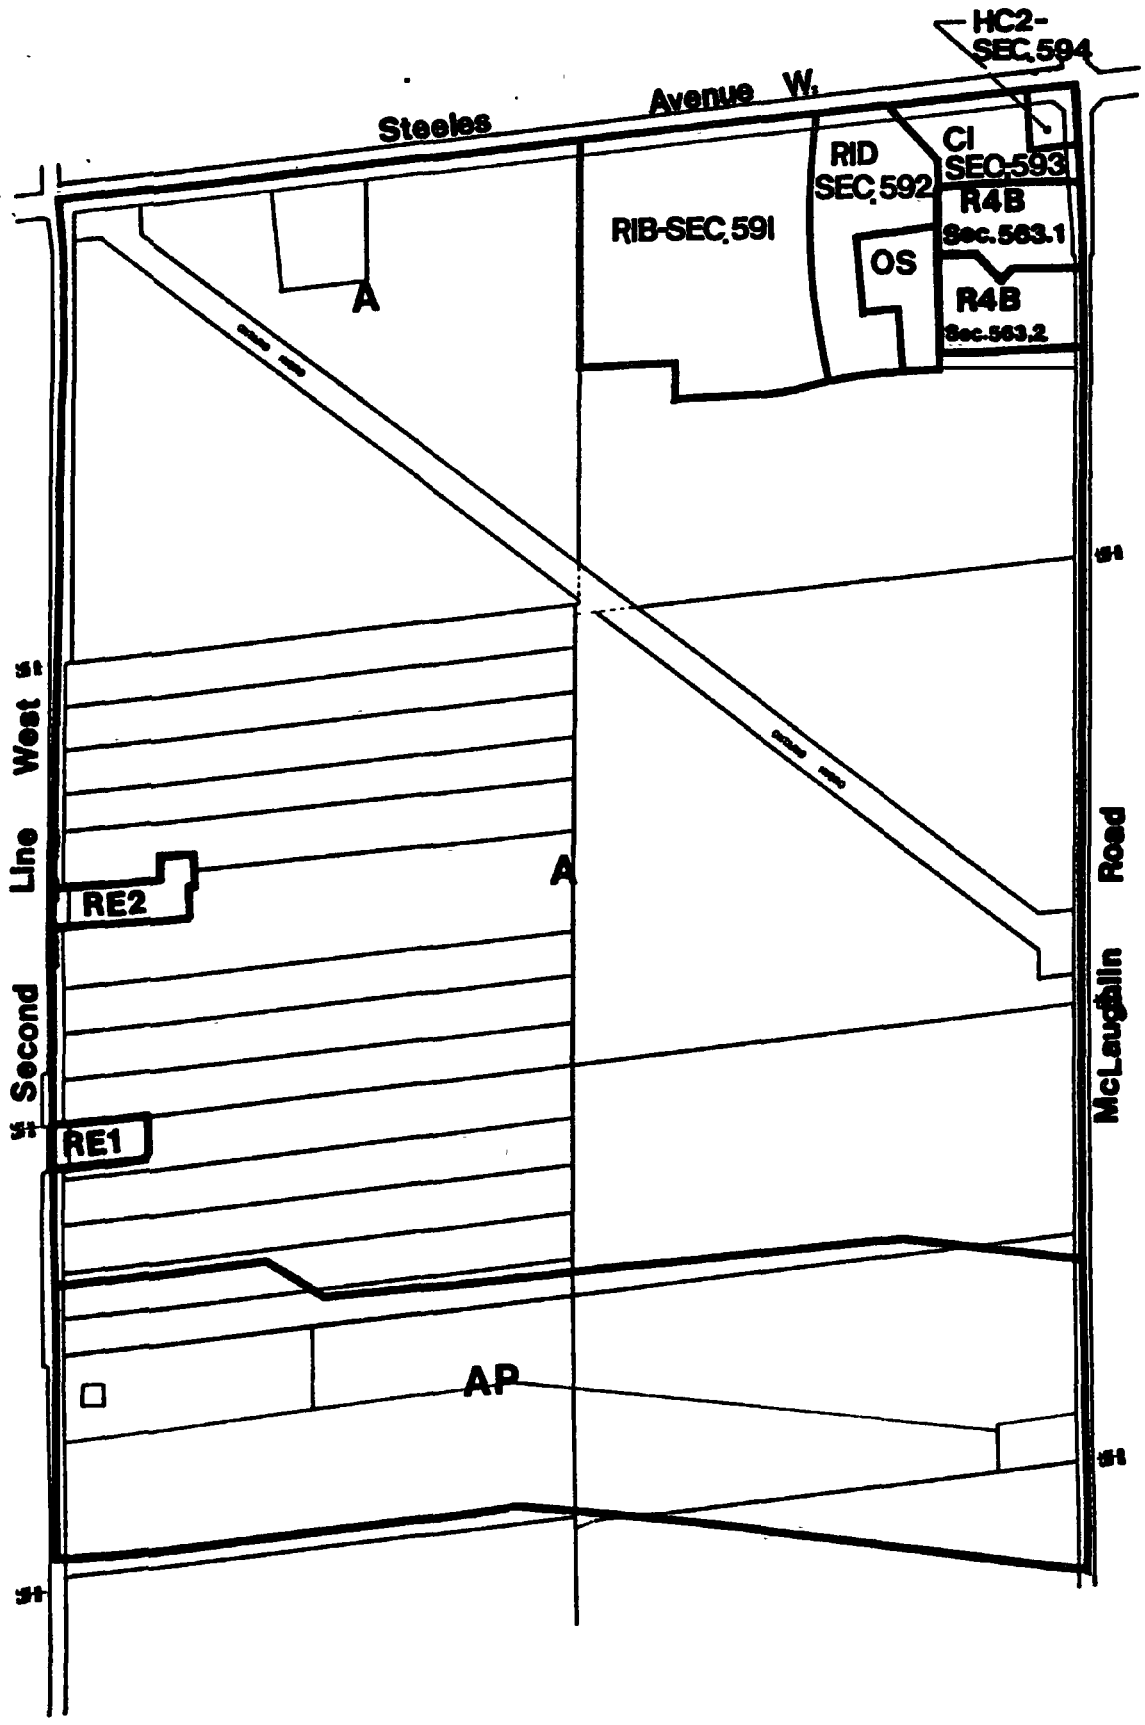 HC2-
SEC.594
Steeles Avenue W.
CI
SEC.593
RID
SEC.592
R4B
Sec.563.1
RIB-SEC.591
OS
A
R4B
Sec.563.2
Second Line West
A
RE2
McLaughlin Road
RE1
AP